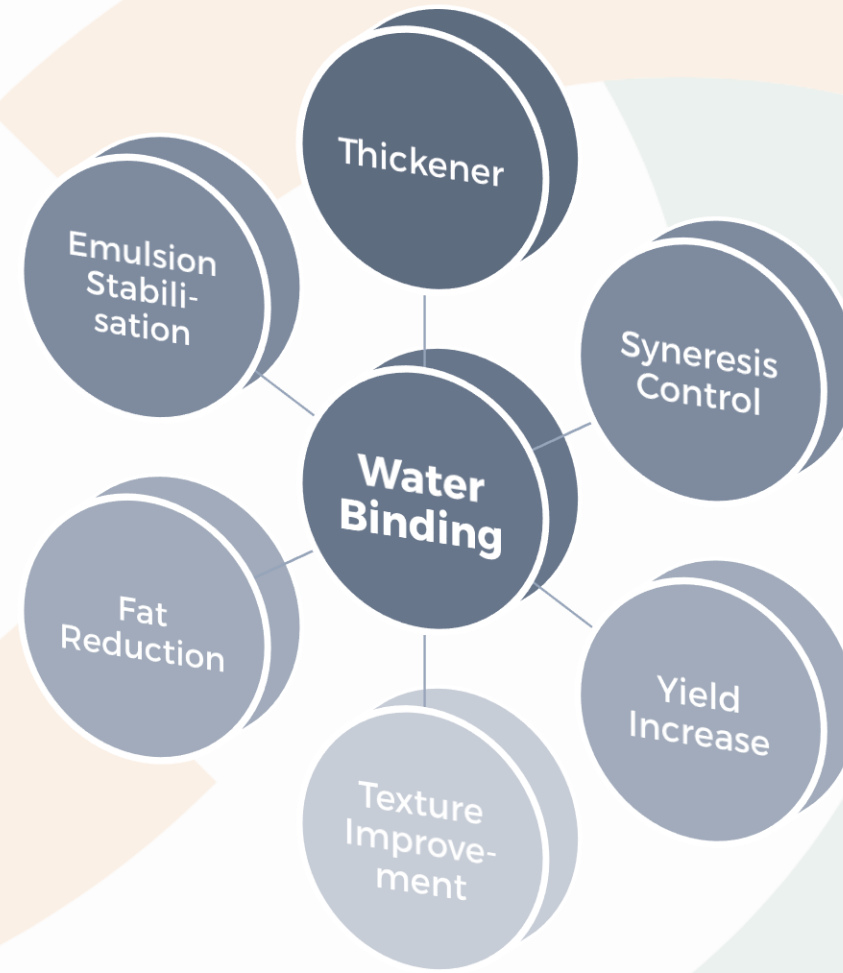 Thickener
Emulsion
Stabili-
sation
Syneresis
Control
Water
Binding
Fat
Reduction
Yield
Increase
Texture
Improve-
ment